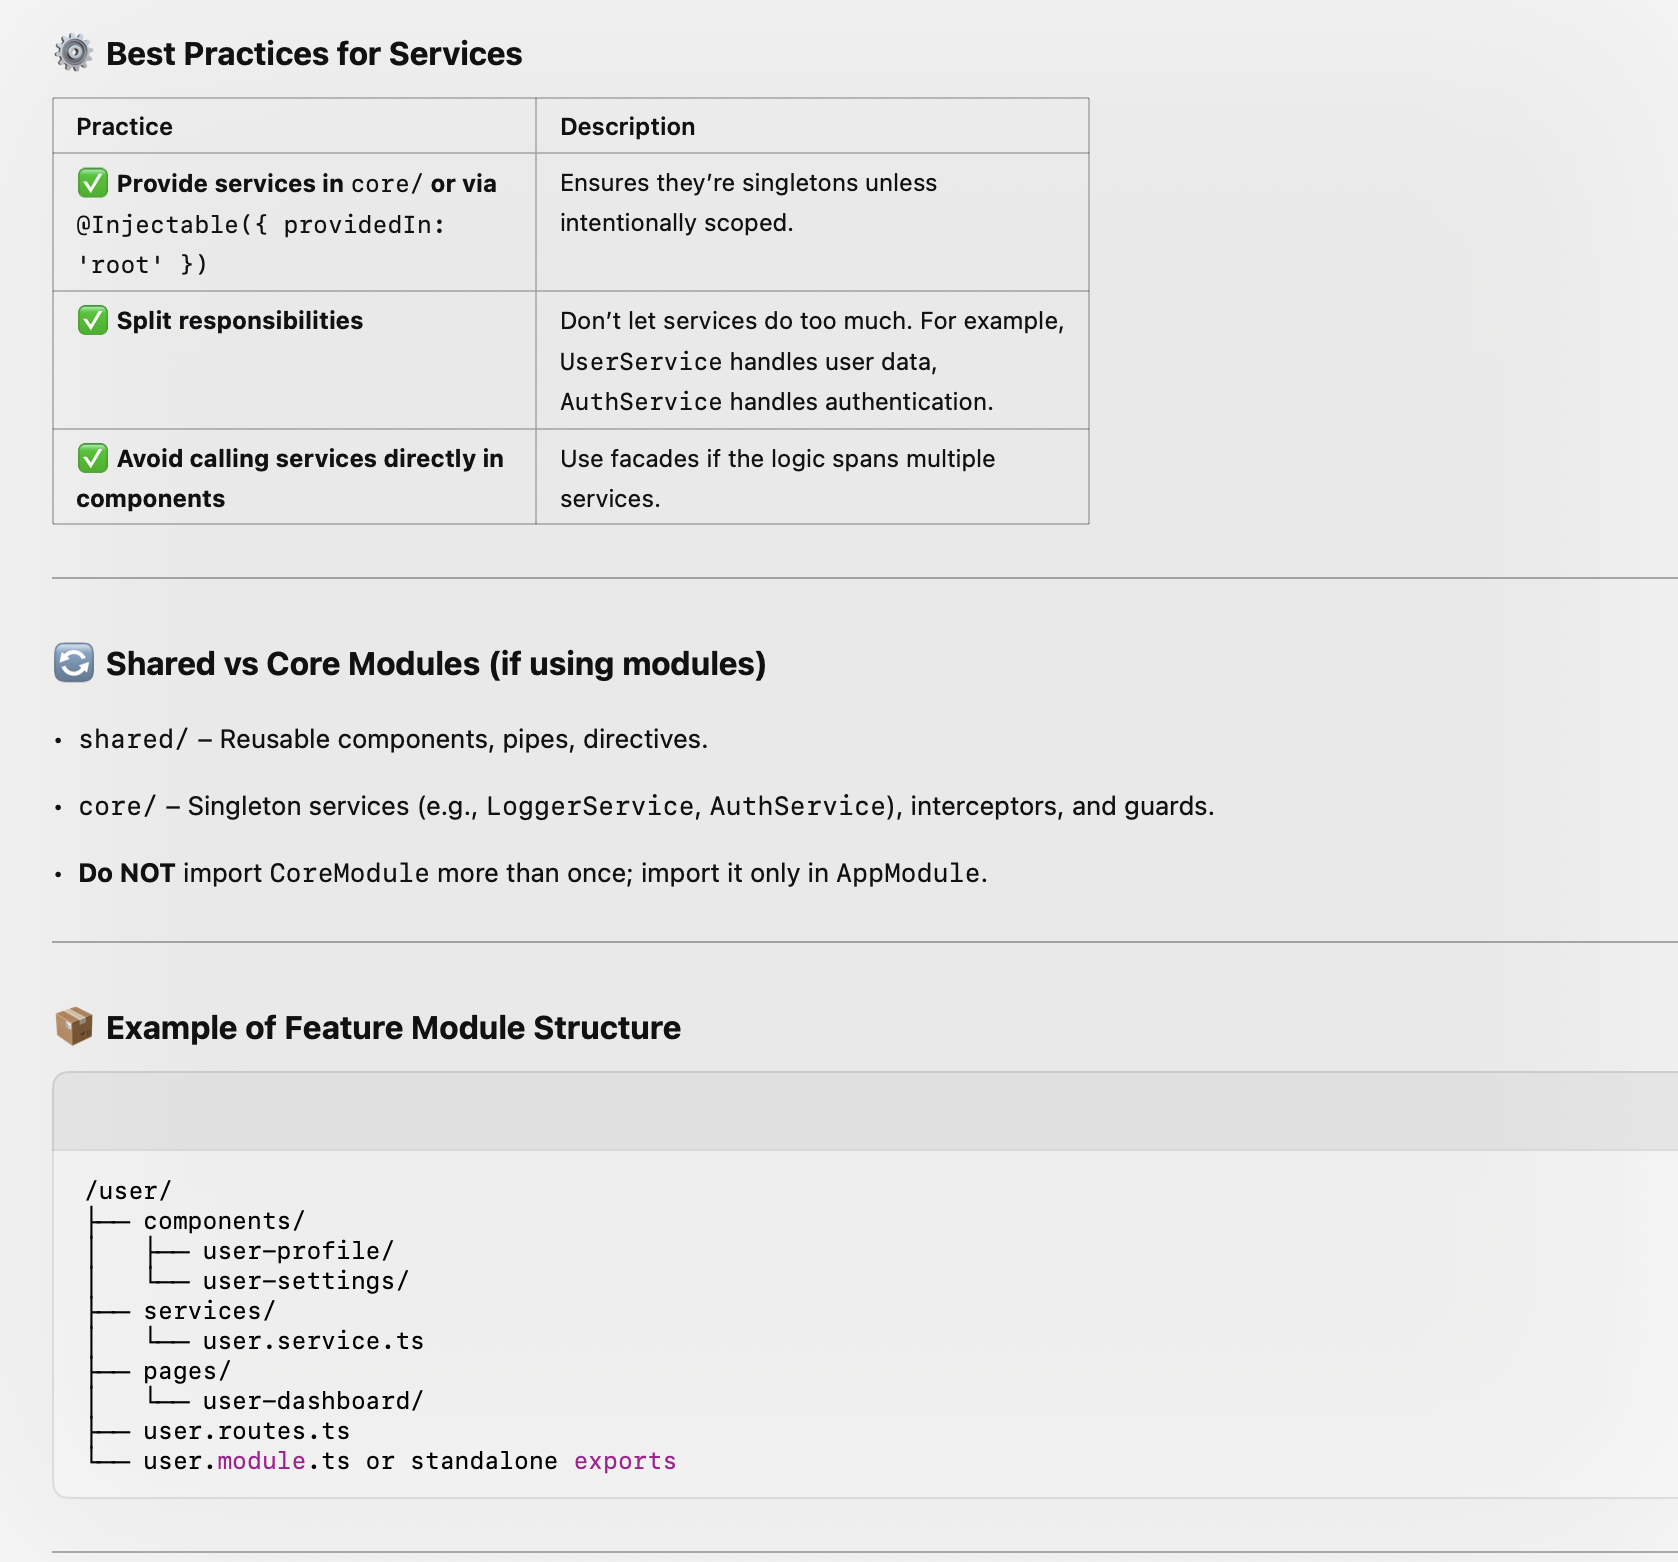 ⚙️ Best Practices for Services
Practice
Description
✅ Provide services in core/ or via
@Injectable({ providedIn:
'root' })
Ensures they’re singletons unless
intentionally scoped.
✅ Split responsibilities
Don’t let services do too much. For example,
UserService handles user data,
AuthService handles authentication.
✅ Avoid calling services directly in
components
Use facades if the logic spans multiple
services.
🔄 Shared vs Core Modules (if using modules)
• shared/ – Reusable components, pipes, directives.
• core/ – Singleton services (e.g., LoggerService, AuthService), interceptors, and guards.
• Do NOT import CoreModule more than once; import it only in AppModule.
📦 Example of Feature Module Structure
/user/
├── components/
│   ├── user-profile/
│   └── user-settings/
├── services/
│   └── user.service.ts
├── pages/
│   └── user-dashboard/
├── user.routes.ts
└── user.module.ts or standalone exports